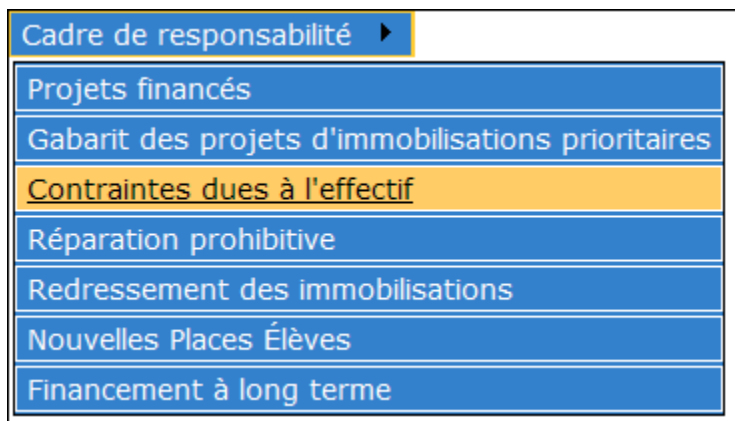 Cadre de responsabilité
Projets financés
Gabarit des projets d'immobilisations prioritaires
Contraintes dues à l'effectif
Réparation prohibitive
Redressement des immobilisations
Nouvelles Places Élèves
Financement à long terme